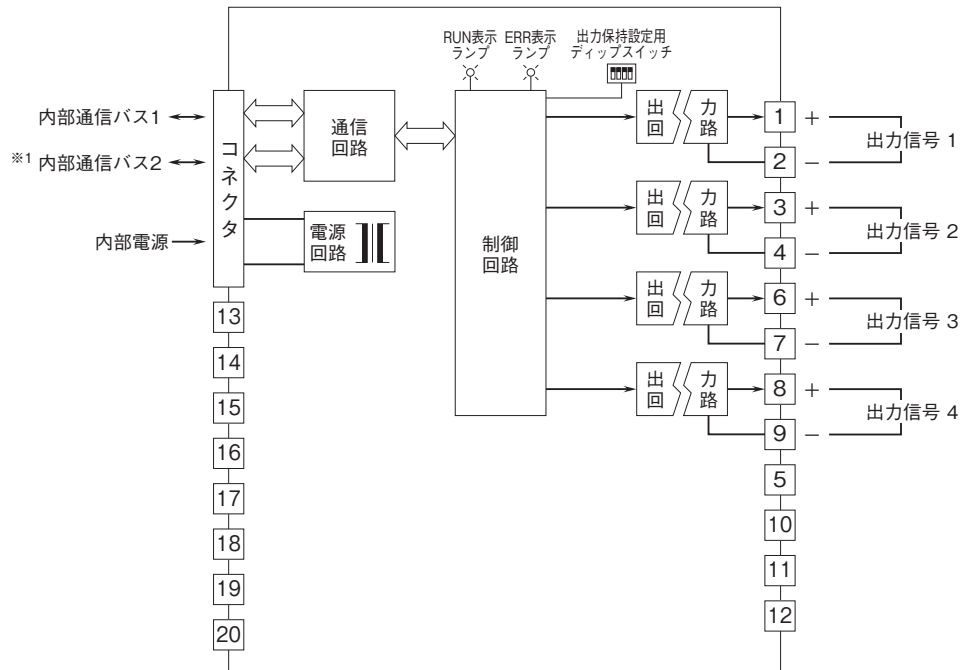 RUN表示
ランプ
ERR表示
ランプ
出力保持設定用
ディップスイッチ
内部通信バス1
※1 内部通信バス2
内部電源
コネクタ
通信
回路
電源
回路
制御
回路
出力
回路
1 +
2 −
出力信号 1
出力
回路
3 +
4 −
出力信号 2
出力
回路
6 +
7 −
出力信号 3
出力
回路
8 +
9 −
出力信号 4
5
10
11
12
13
14
15
16
17
18
19
20